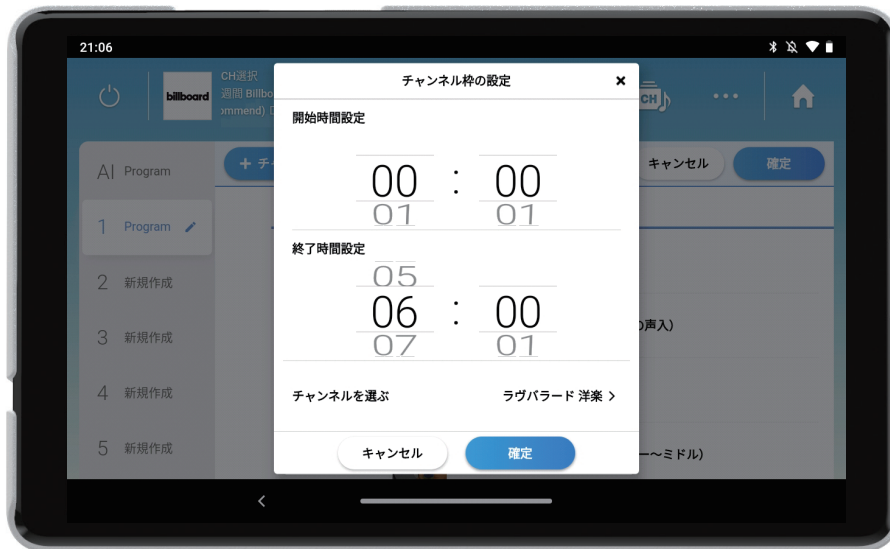 21:06
billboard
CH選択
週間 Billbo
ommend)
チャンネル枠の設定
×
CH
開始時間設定
00 : 00
01 01
終了時間設定
05
06 : 00
07 01
チャンネルを選ぶ ラヴバラード 洋楽 >
キャンセル 確定
AI Program
+ チ
キャンセル 確定
1 Program
2 新規作成
3 新規作成
の声入)
4 新規作成
5 新規作成
ー～ミドル)